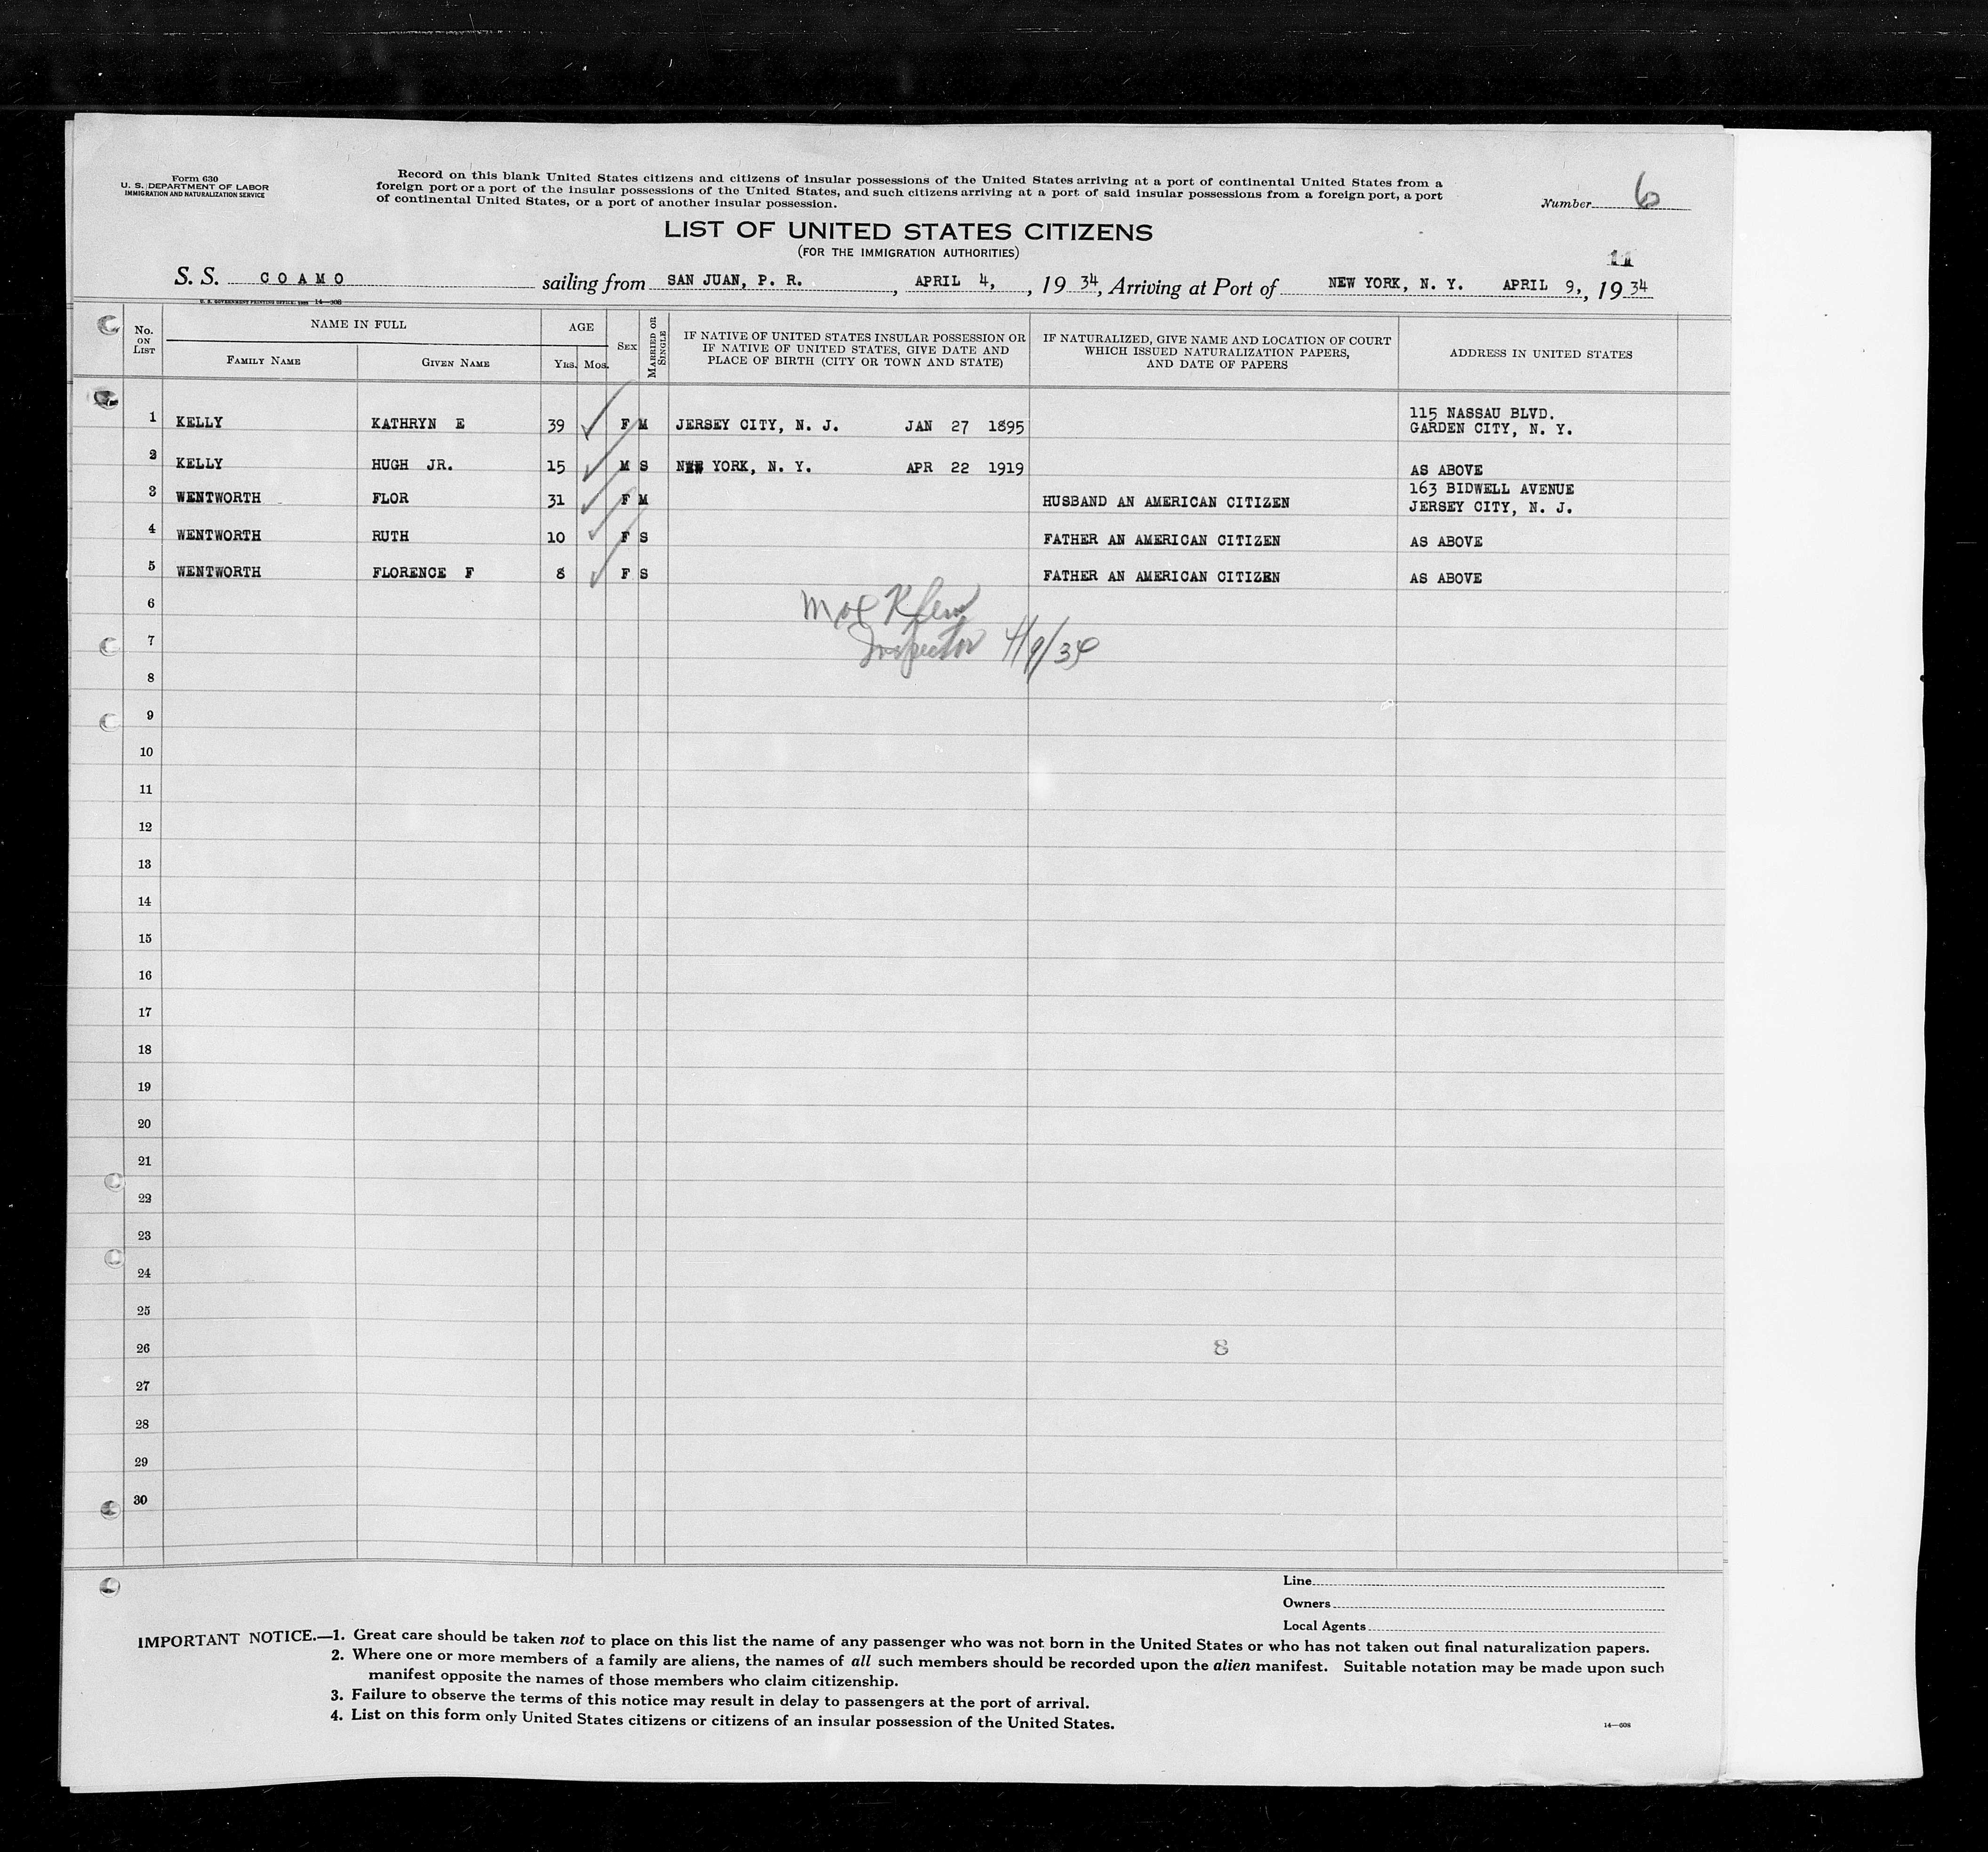 Form 630
U. S. DEPARTMENT OF LABOR
IMMIGRATION AND NATURALIZATION SERVICE
Record on this blank United States citizens and citizens of insular possessions of the United States arriving at a port of continental United States from a
foreign port or a port of the insular possessions of the United States, and such citizens arriving at a port of said insular possessions from a foreign port, a port
of continental United States, or a port of another insular possession.
Number 6
LIST OF UNITED STATES CITIZENS
(FOR THE IMMIGRATION AUTHORITIES)
11
S. S. COAMO sailing from SAN JUAN, P. R., APRIL 4, , 19 34, Arriving at Port of NEW YORK, N. Y. APRIL 9, , 19 34
U. S. GOVERNMENT PRINTING OFFICE: 14—608
No. ON LIST
NAME IN FULL
FAMILY NAME
GIVEN NAME
AGE
YRS. MOS.
SEX
MARRIED OR SINGLE
IF NATIVE OF UNITED STATES INSULAR POSSESSION OR
IF NATIVE OF UNITED STATES, GIVE DATE AND
PLACE OF BIRTH (CITY OR TOWN AND STATE)
IF NATURALIZED, GIVE NAME AND LOCATION OF COURT
WHICH ISSUED NATURALIZATION PAPERS,
AND DATE OF PAPERS
ADDRESS IN UNITED STATES
1 KELLY KATHRYN E 39 F M JERSEY CITY, N. J. JAN 27 1895 115 NASSAU BLVD.
GARDEN CITY, N. Y.
2 KELLY HUGH JR. 15 M S NEW YORK, N. Y. APR 22 1919 AS ABOVE
3 WENTWORTH FLOR 31 F M HUSBAND AN AMERICAN CITIZEN 163 BIDWELL AVENUE
JERSEY CITY, N. J.
4 WENTWORTH RUTH 10 F S FATHER AN AMERICAN CITIZEN AS ABOVE
5 WENTWORTH FLORENCE F 8 F S FATHER AN AMERICAN CITIZEN AS ABOVE
6
7 Inspector 4/9/34
8
9
10
11
12
13
14
15
16
17
18
19
20
21
22
23
24
25
26 8
27
28
29
30
Line
Owners
Local Agents
IMPORTANT NOTICE.—1. Great care should be taken not to place on this list the name of any passenger who was not born in the United States or who has not taken out final naturalization papers.
2. Where one or more members of a family are aliens, the names of all such members should be recorded upon the alien manifest. Suitable notation may be made upon such
manifest opposite the names of those members who claim citizenship.
3. Failure to observe the terms of this notice may result in delay to passengers at the port of arrival.
4. List on this form only United States citizens or citizens of an insular possession of the United States.
14—608